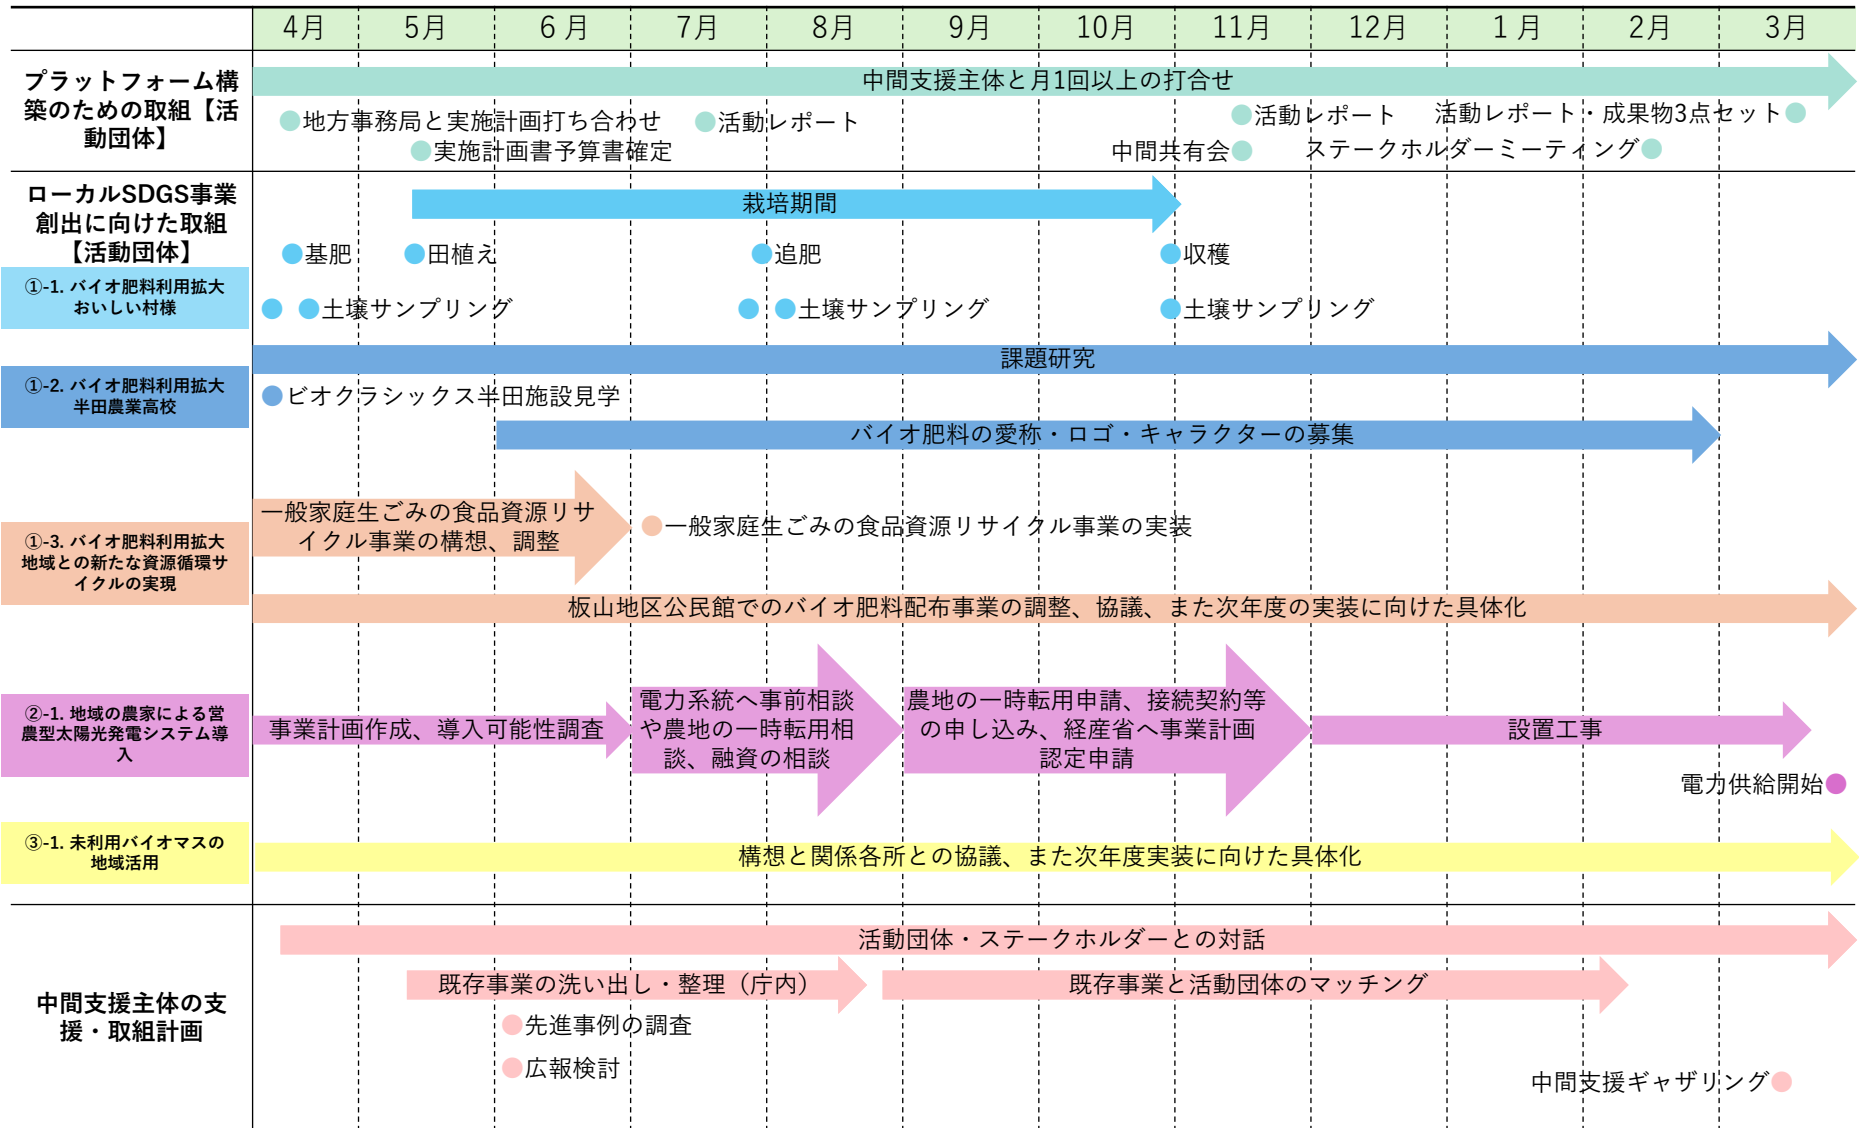 4月 5月 6月 7月 8月 9月 10月 11月 12月 1月 2月 3月
プラットフォーム構
築のための取組【活
動団体】
中間支援主体と月1回以上の打合せ
地方事務局と実施計画打ち合わせ
活動レポート
活動レポート
活動レポート・成果物3点セット
実施計画書予算書確定
中間共有会
ステークホルダーミーティング
ローカルSDGS事業
創出に向けた取組
【活動団体】
栽培期間
基肥
田植え
追肥
収穫
①-1. バイオ肥料利用拡大
おいしい村様
土壌サンプリング
土壌サンプリング
土壌サンプリング
課題研究
①-2. バイオ肥料利用拡大
半田農業高校
ビオクラシックス半田施設見学
バイオ肥料の愛称・ロゴ・キャラクターの募集
一般家庭生ごみの食品資源リサ
イクル事業の構想、調整
一般家庭生ごみの食品資源リサイクル事業の実装
①-3. バイオ肥料利用拡大
地域との新たな資源循環サ
イクルの実現
板山地区公民館でのバイオ肥料配布事業の調整、協議、また次年度の実装に向けた具体化
②-1. 地域の農家による営
農型太陽光発電システム導
入
事業計画作成、導入可能性調査
電力系統へ事前相談
や農地の一時転用相
談、融資の相談
農地の一時転用申請、接続契約等
の申し込み、経産省へ事業計画
認定申請
設置工事
電力供給開始
③-1. 未利用バイオマスの
地域活用
構想と関係各所との協議、また次年度実装に向けた具体化
中間支援主体の支
援・取組計画
活動団体・ステークホルダーとの対話
既存事業の洗い出し・整理（庁内）
既存事業と活動団体のマッチング
先進事例の調査
広報検討
中間支援ギャザリング